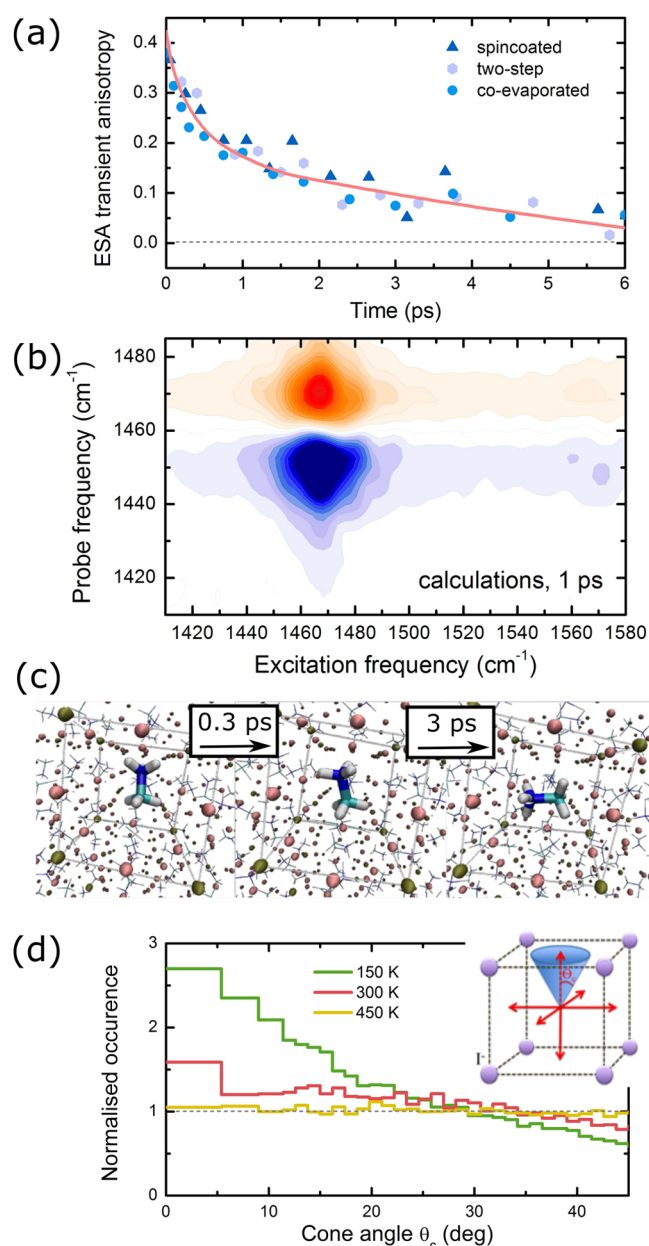 (a)
0.4
0.3
0.2
0.1
0.0
ESA transient anisotropy
spincoated
two-step
co-evaporated
0 1 2 3 4 5 6
Time (ps)
(b)
1480
1460
1440
1420
Probe frequency (cm⁻¹)
calculations, 1 ps
1420 1440 1460 1480 1500 1520 1540 1560 1580
Excitation frequency (cm⁻¹)
(c)
0.3 ps
3 ps
(d)
3
2
1
0
Normalised occurence
150 K
300 K
450 K
Θ
I⁻
0 10 20 30 40
Cone angle θc (deg)